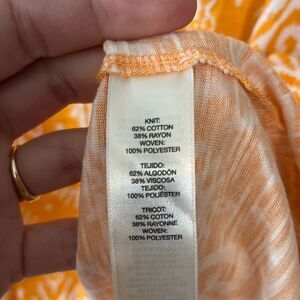 KNIT:
62% COTTON
38% RAYON
WOVEN:
100% POLYESTER
TEJIDO:
62% ALGODÓN
38% VISCOSA
TEJIDO:
100% POLIÉSTER
TRICOT:
62% COTON
38% RAYONNE
WOVEN:
100% POLYESTER